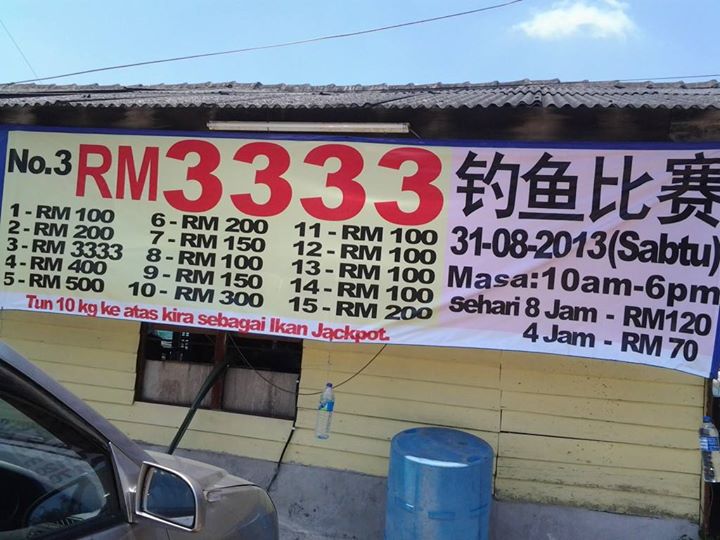 No.3 RM3333
1 - RM 100
2 - RM 200
3 - RM 3333
4 - RM 400
5 - RM 500
6 - RM 200
7 - RM 150
8 - RM 100
9 - RM 150
10 - RM 300
11 - RM 100
12 - RM 100
13 - RM 100
14 - RM 100
15 - RM 200
Tun 10 kg ke atas kira sebagai Ikan Jackpot.
钓鱼比赛
31-08-2013(Sabtu)
Masa:10am-6pm
sehari 8 Jam - RM120
4 Jam - RM 70